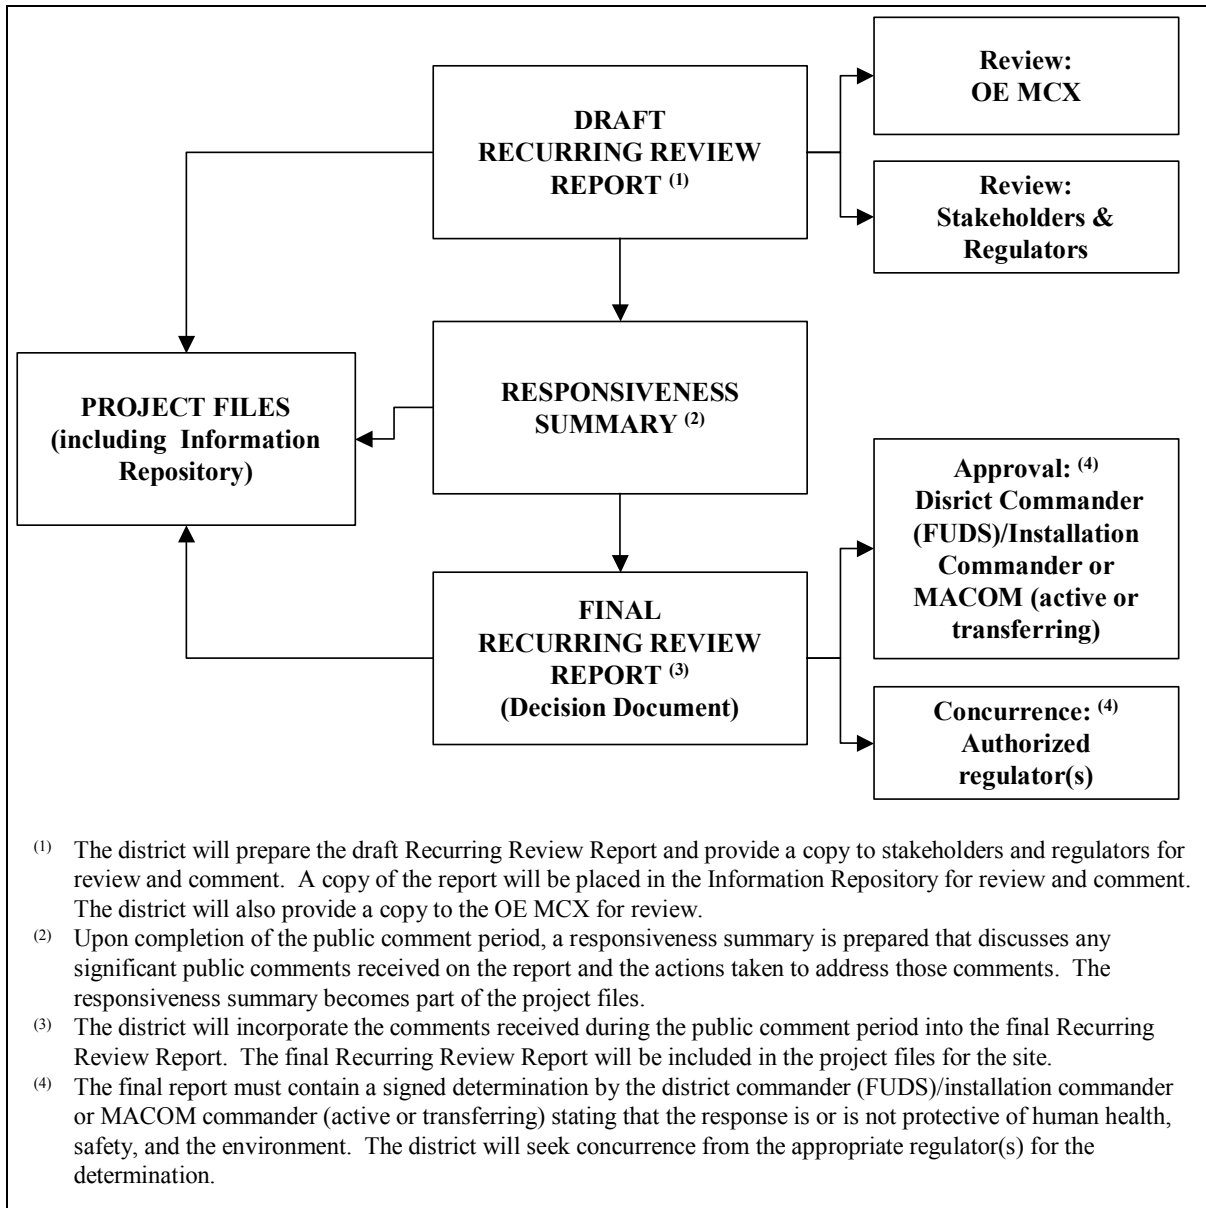 Review:
OE MCX
DRAFT
RECURRING REVIEW
REPORT (1)
Review:
Stakeholders &
Regulators
PROJECT FILES
(including Information
Repository)
RESPONSIVENESS
SUMMARY (2)
Approval: (4)
Disrict Commander
(FUDS)/Installation
Commander or
MACOM (active or
transferring)
FINAL
RECURRING REVIEW
REPORT (3)
(Decision Document)
Concurrence: (4)
Authorized
regulator(s)
(1) The district will prepare the draft Recurring Review Report and provide a copy to stakeholders and regulators for
review and comment. A copy of the report will be placed in the Information Repository for review and comment.
The district will also provide a copy to the OE MCX for review.
(2) Upon completion of the public comment period, a responsiveness summary is prepared that discusses any
significant public comments received on the report and the actions taken to address those comments. The
responsiveness summary becomes part of the project files.
(3) The district will incorporate the comments received during the public comment period into the final Recurring
Review Report. The final Recurring Review Report will be included in the project files for the site.
(4) The final report must contain a signed determination by the district commander (FUDS)/installation commander
or MACOM commander (active or transferring) stating that the response is or is not protective of human health,
safety, and the environment. The district will seek concurrence from the appropriate regulator(s) for the
determination.